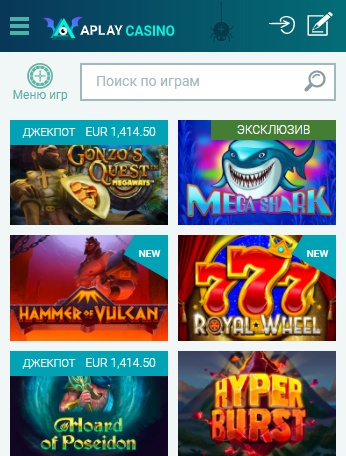 APLAY CASINO
Меню игр
Поиск по играм
ДЖЕКПОТ EUR 1,414.50
GONZO'S
QUEST
MEGAWAYS™
ЭКСКЛЮЗИВ
MEGA SHARK
NEW
HAMMER OF VULCAN
NEW
777
ROYAL WHEEL
ДЖЕКПОТ EUR 1,414.50
Hoard
of Poseidon
HYPER
BURST